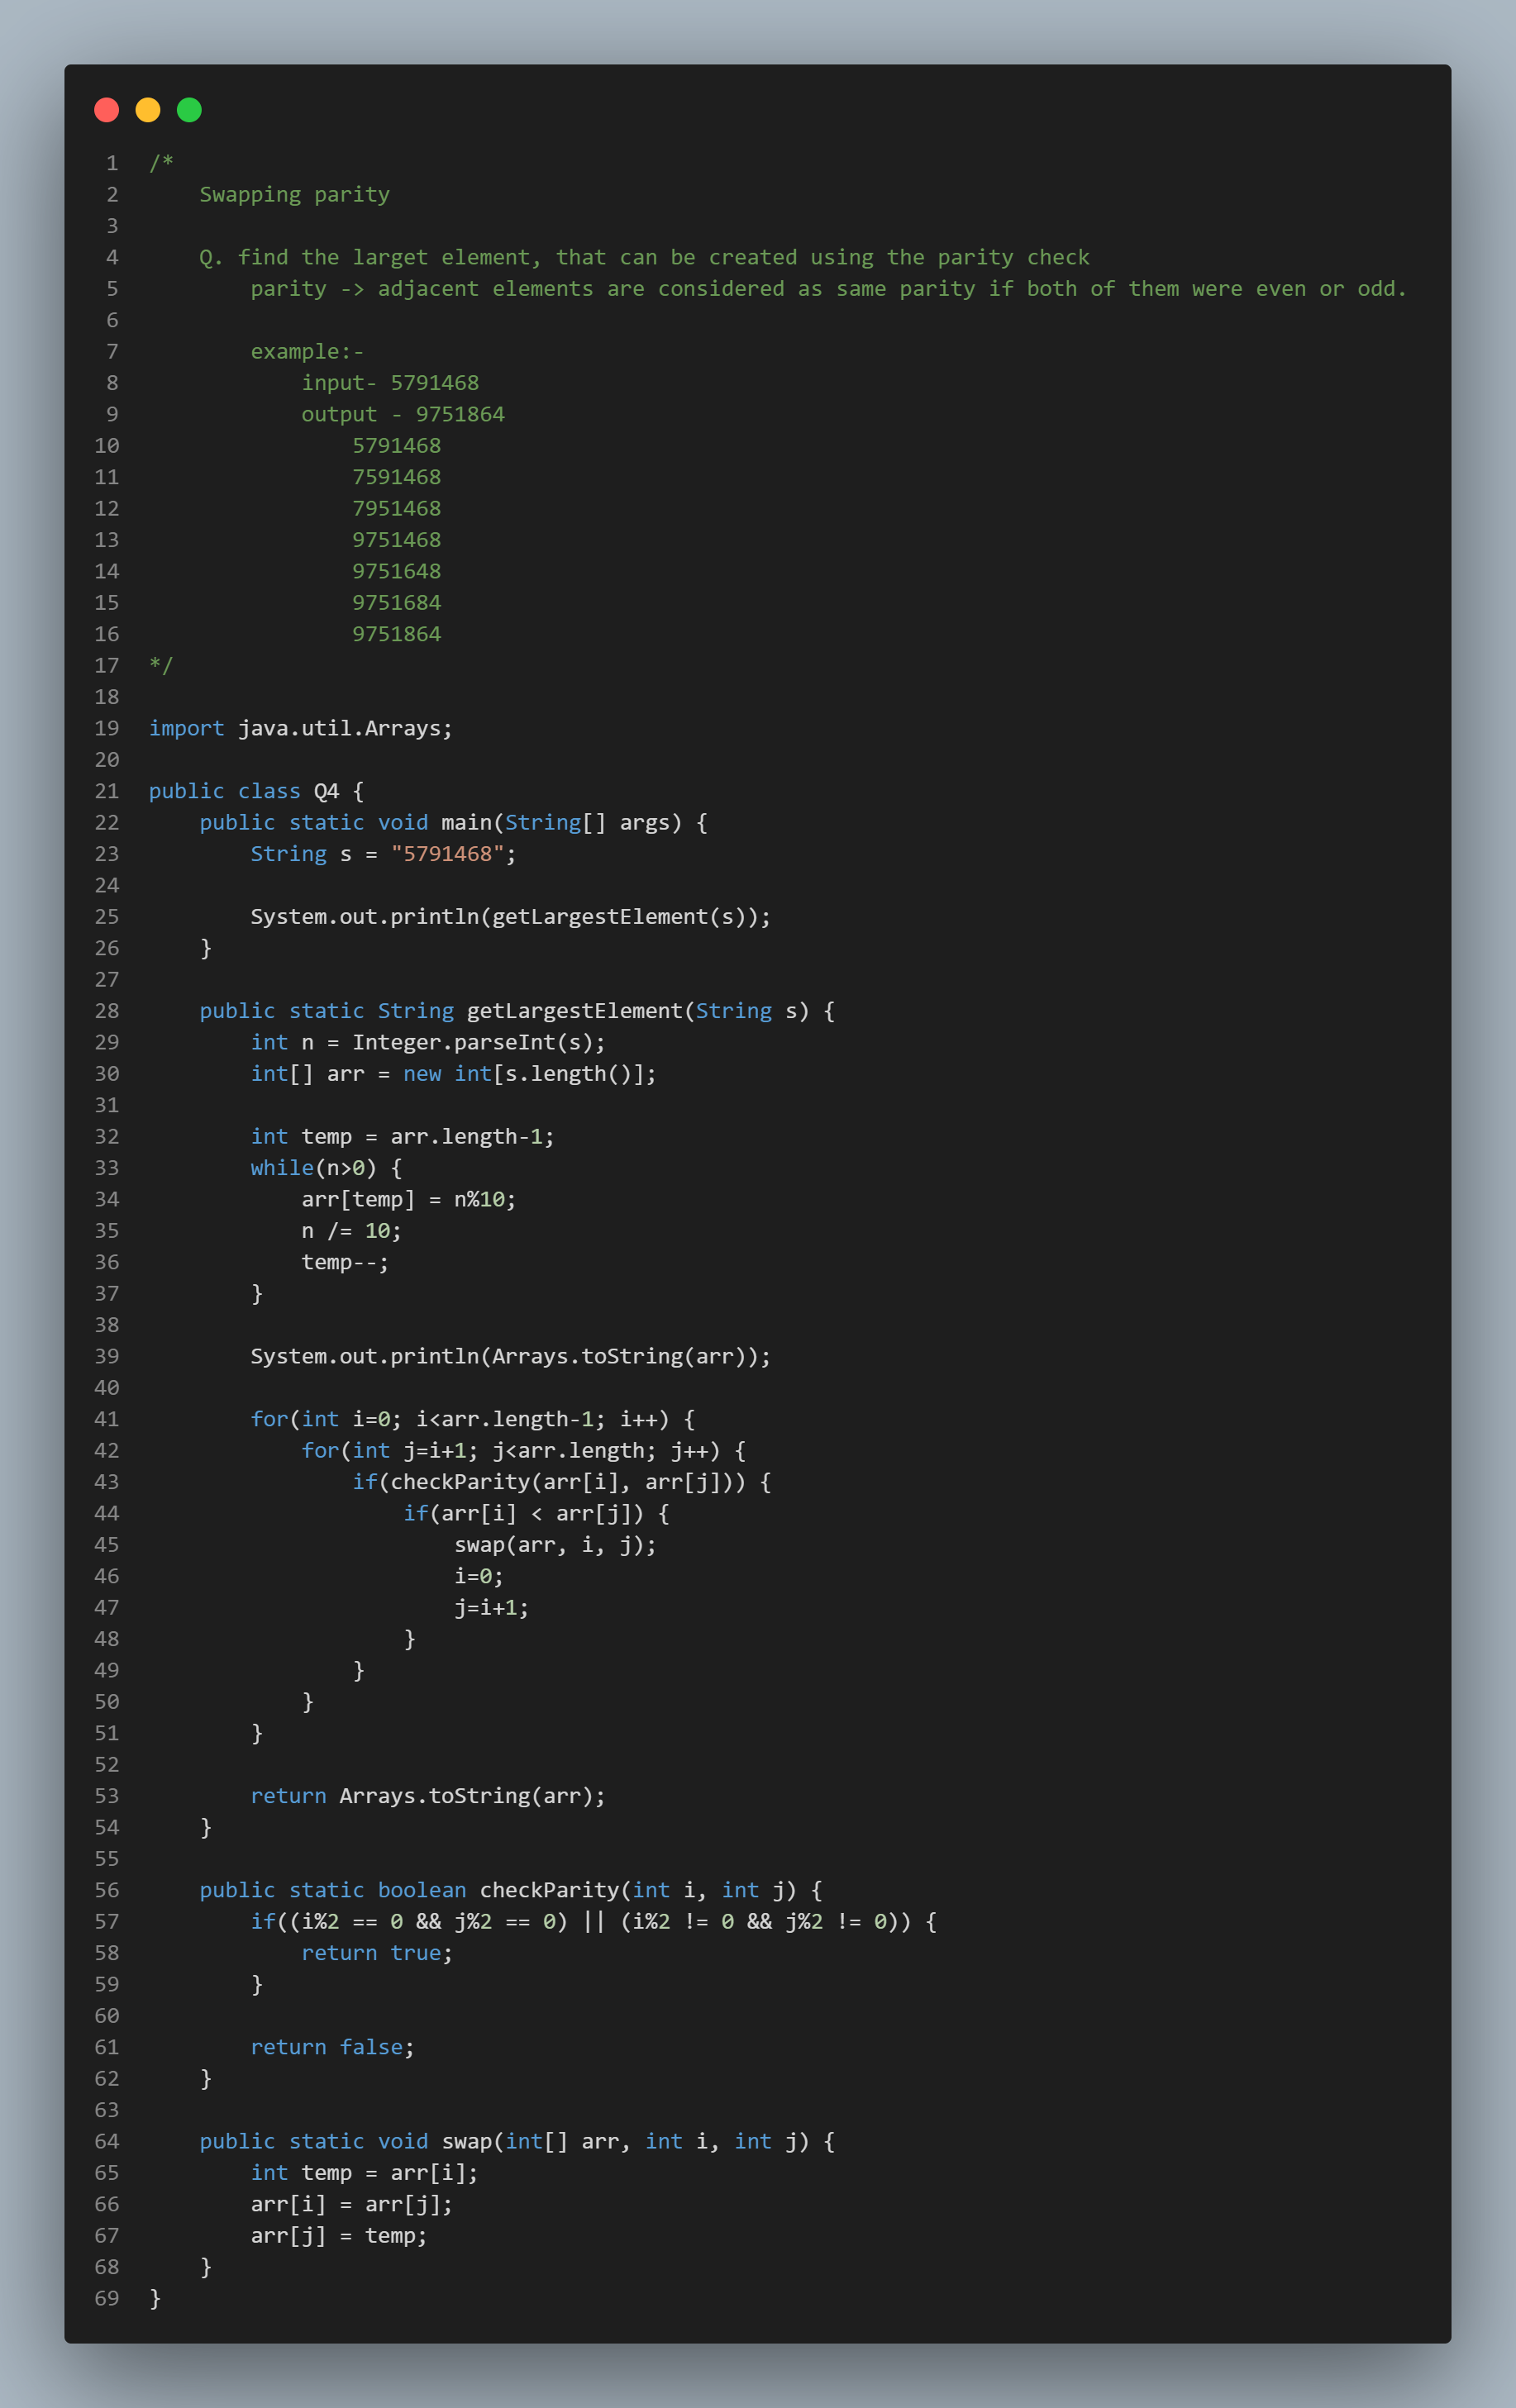 1 /*
2     Swapping parity
3
4     Q. find the larget element, that can be created using the parity check
5         parity -> adjacent elements are considered as same parity if both of them were even or odd.
6
7         example:-
8             input- 5791468
9             output - 9751864
10                 5791468
11                 7591468
12                 7951468
13                 9751468
14                 9751648
15                 9751684
16                 9751864
17 */
18
19 import java.util.Arrays;
20
21 public class Q4 {
22     public static void main(String[] args) {
23         String s = "5791468";
24
25         System.out.println(getLargestElement(s));
26     }
27
28     public static String getLargestElement(String s) {
29         int n = Integer.parseInt(s);
30         int[] arr = new int[s.length()];
31
32         int temp = arr.length-1;
33         while(n>0) {
34             arr[temp] = n%10;
35             n /= 10;
36             temp--;
37         }
38
39         System.out.println(Arrays.toString(arr));
40
41         for(int i=0; i<arr.length-1; i++) {
42             for(int j=i+1; j<arr.length; j++) {
43                 if(checkParity(arr[i], arr[j])) {
44                     if(arr[i] < arr[j]) {
45                         swap(arr, i, j);
46                         i=0;
47                         j=i+1;
48                     }
49                 }
50             }
51         }
52
53         return Arrays.toString(arr);
54     }
55
56     public static boolean checkParity(int i, int j) {
57         if((i%2 == 0 && j%2 == 0) || (i%2 != 0 && j%2 != 0)) {
58             return true;
59         }
60
61         return false;
62     }
63
64     public static void swap(int[] arr, int i, int j) {
65         int temp = arr[i];
66         arr[i] = arr[j];
67         arr[j] = temp;
68     }
69 }